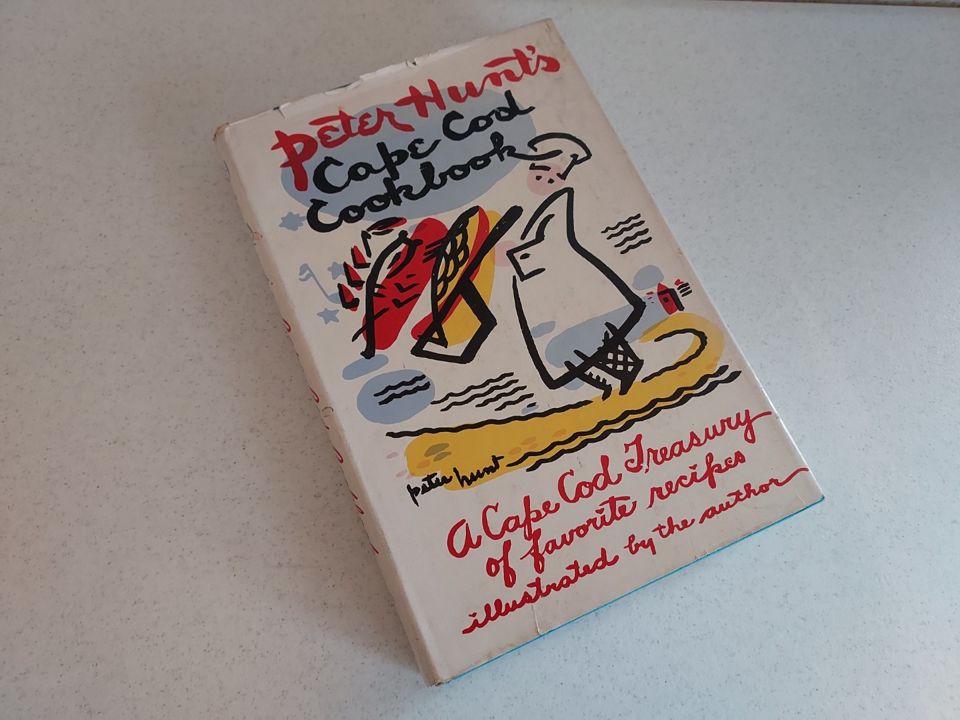 Peter Hunt's
Cape Cod
Cookbook
peter hunt
A Cape Cod Treasury
of favorite recipes
illustrated by the author